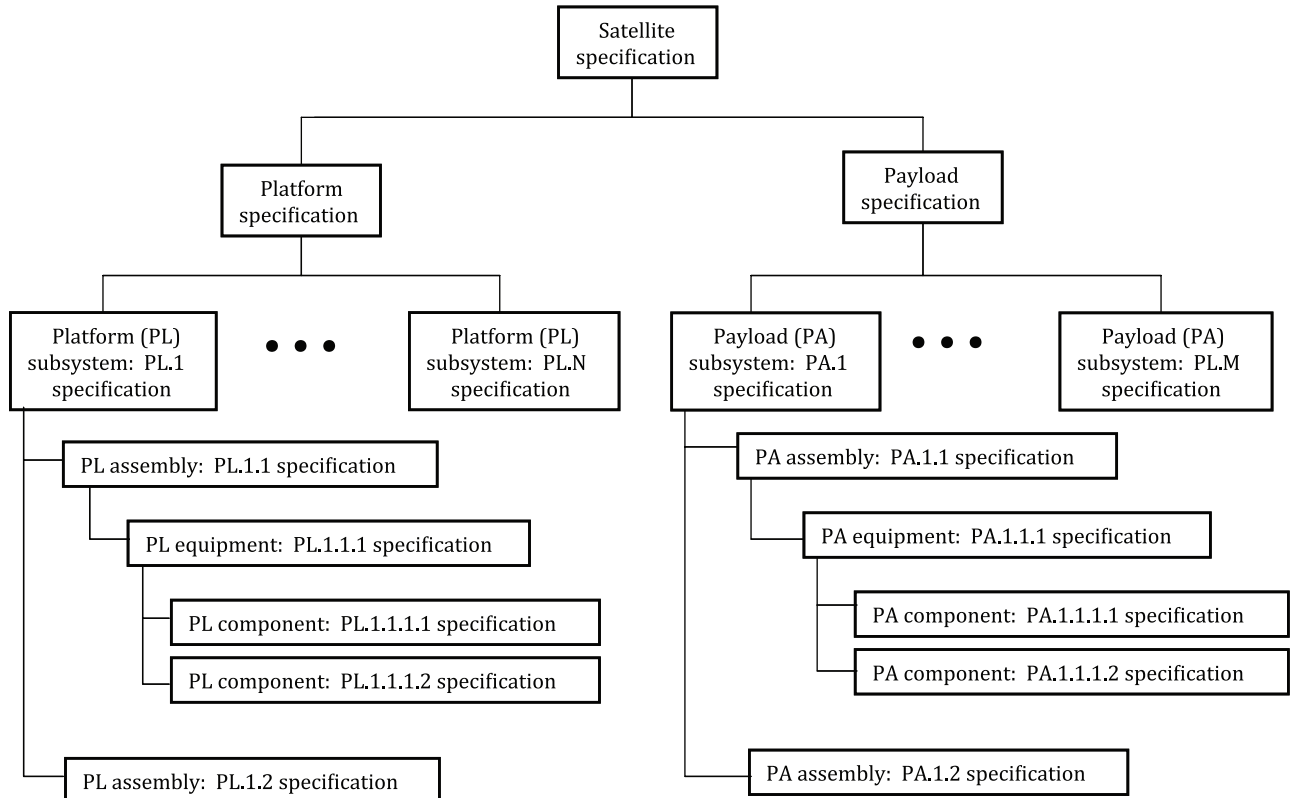 Satellite
specification
Platform
specification
Payload
specification
Platform (PL)
subsystem: PL.1
specification
Platform (PL)
subsystem: PL.N
specification
Payload (PA)
subsystem: PA.1
specification
Payload (PA)
subsystem: PL.M
specification
PL assembly: PL.1.1 specification
PL equipment: PL.1.1.1 specification
PL component: PL.1.1.1.1 specification
PL component: PL.1.1.1.2 specification
PL assembly: PL.1.2 specification
PA assembly: PA.1.1 specification
PA equipment: PA.1.1.1 specification
PA component: PA.1.1.1.1 specification
PA component: PA.1.1.1.2 specification
PA assembly: PA.1.2 specification